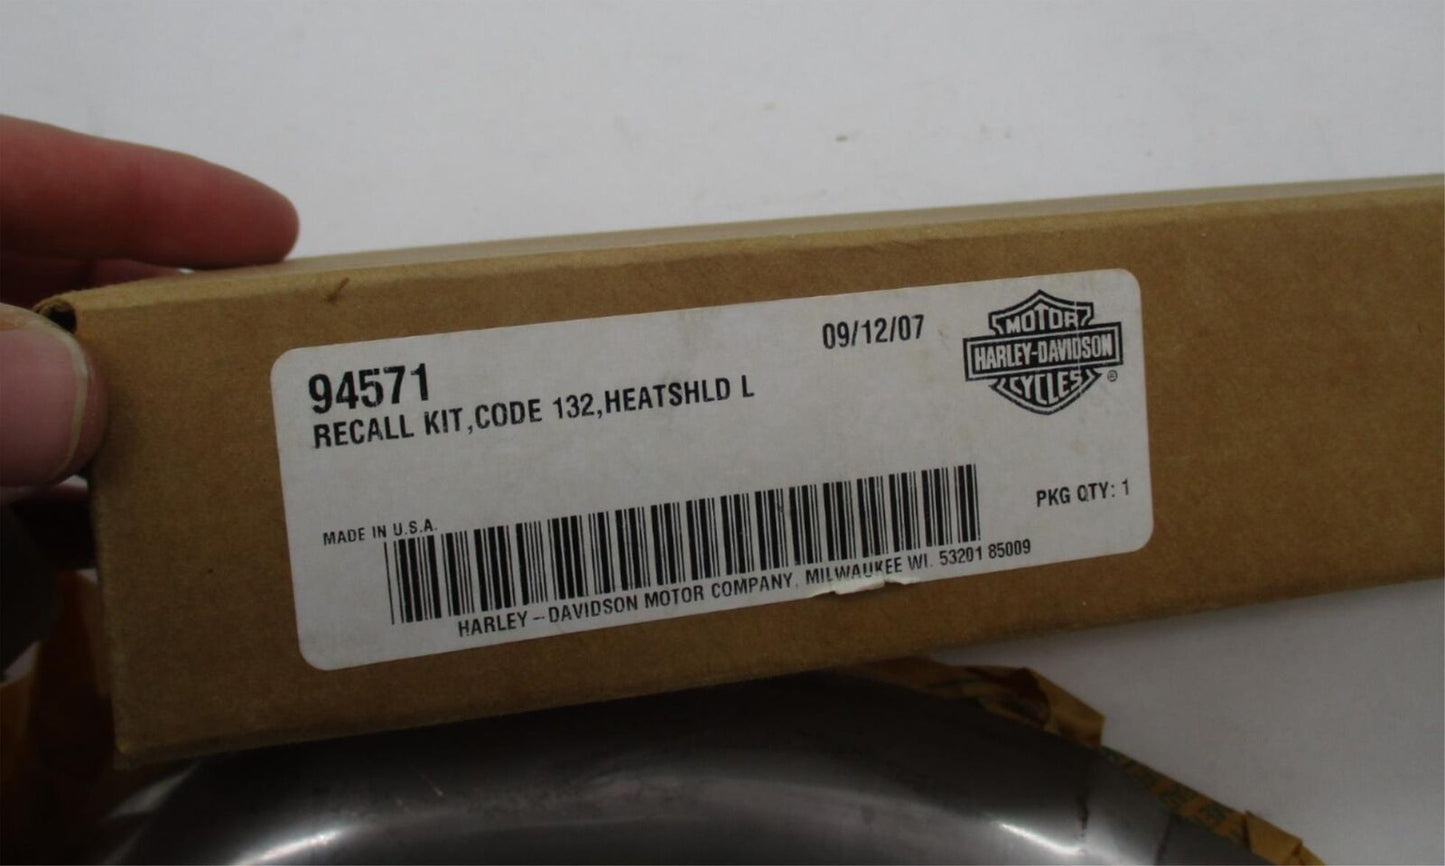 09/12/07
MOTOR
HARLEY-DAVIDSON
CYCLES
®
94571
RECALL KIT,CODE 132,HEATSHLD L
PKG QTY: 1
MADE IN U.S.A.
HARLEY-DAVIDSON MOTOR COMPANY, MILWAUKEE WI. 53201 85009